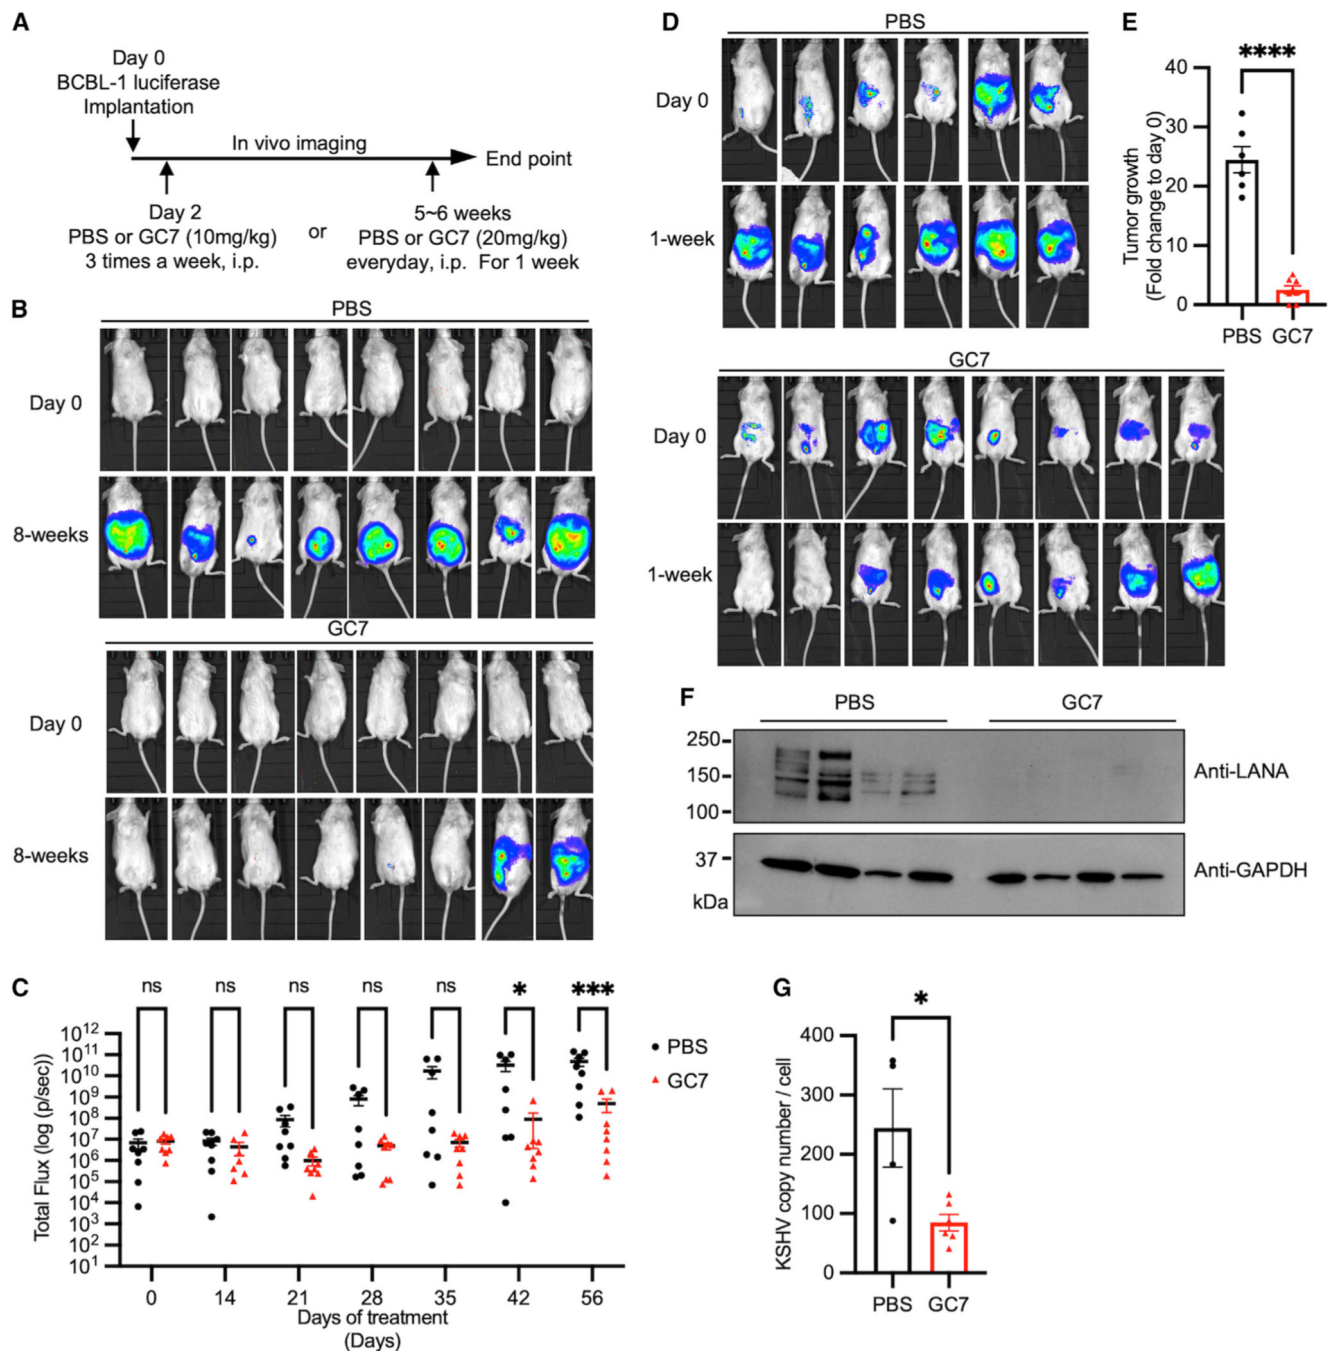 A
Day 0
BCBL-1 luciferase
Implantation
In vivo imaging
End point
Day 2
PBS or GC7 (10mg/kg)
3 times a week, i.p.
or
5~6 weeks
PBS or GC7 (20mg/kg)
everyday, i.p. For 1 week
B
PBS
Day 0
8-weeks
GC7
Day 0
8-weeks
C
ns
ns
ns
ns
ns
*
***
Total Flux (log (p/sec))
10¹²
10¹¹
10¹⁰
10⁹
10⁸
10⁷
10⁶
10⁵
10⁴
10³
10²
10¹
0 14 21 28 35 42 56
Days of treatment
(Days)
PBS
GC7
D
PBS
Day 0
1-week
GC7
Day 0
1-week
E
****
Tumor growth
(Fold change to day 0)
40
30
20
10
0
PBS GC7
F
PBS GC7
250
150
100
Anti-LANA
37
kDa
Anti-GAPDH
G
*
KSHV copy number / cell
400
300
200
100
0
PBS GC7